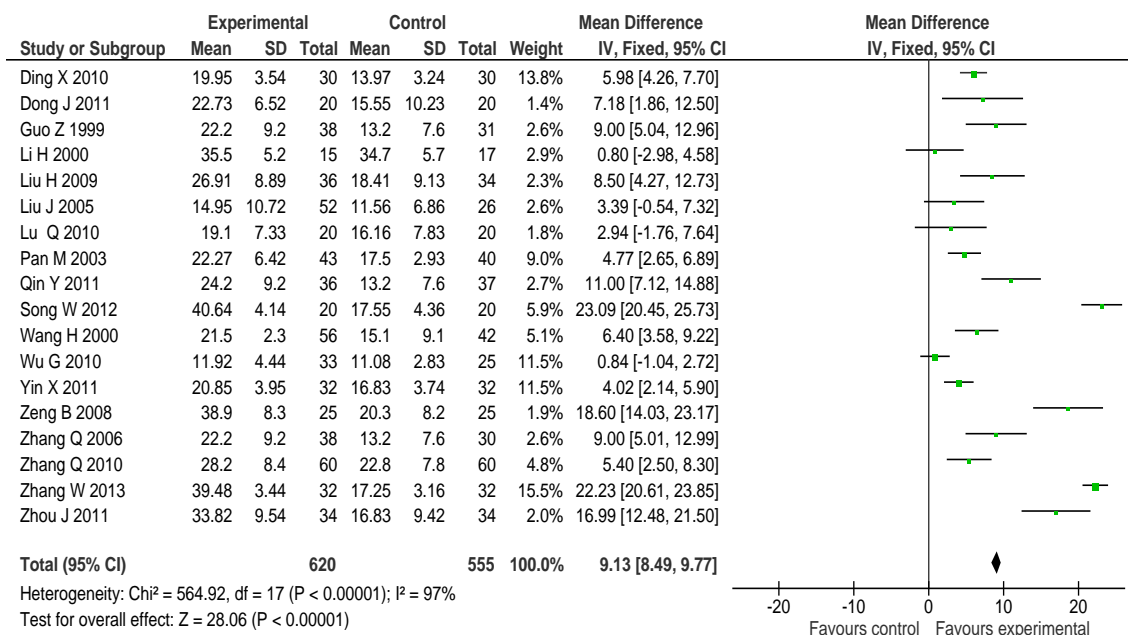 Experimental Control Mean Difference Mean Difference
Study or Subgroup Mean SD Total Mean SD Total Weight IV, Fixed, 95% CI IV, Fixed, 95% CI
Ding X 2010 19.95 3.54 30 13.97 3.24 30 13.8% 5.98 [4.26, 7.70]
Dong J 2011 22.73 6.52 20 15.55 10.23 20 1.4% 7.18 [1.86, 12.50]
Guo Z 1999 22.2 9.2 38 13.2 7.6 31 2.6% 9.00 [5.04, 12.96]
Li H 2000 35.5 5.2 15 34.7 5.7 17 2.9% 0.80 [-2.98, 4.58]
Liu H 2009 26.91 8.89 36 18.41 9.13 34 2.3% 8.50 [4.27, 12.73]
Liu J 2005 14.95 10.72 52 11.56 6.86 26 2.6% 3.39 [-0.54, 7.32]
Lu Q 2010 19.1 7.33 20 16.16 7.83 20 1.8% 2.94 [-1.76, 7.64]
Pan M 2003 22.27 6.42 43 17.5 2.93 40 9.0% 4.77 [2.65, 6.89]
Qin Y 2011 24.2 9.2 36 13.2 7.6 37 2.7% 11.00 [7.12, 14.88]
Song W 2012 40.64 4.14 20 17.55 4.36 20 5.9% 23.09 [20.45, 25.73]
Wang H 2000 21.5 2.3 56 15.1 9.1 42 5.1% 6.40 [3.58, 9.22]
Wu G 2010 11.92 4.44 33 11.08 2.83 25 11.5% 0.84 [-1.04, 2.72]
Yin X 2011 20.85 3.95 32 16.83 3.74 32 11.5% 4.02 [2.14, 5.90]
Zeng B 2008 38.9 8.3 25 20.3 8.2 25 1.9% 18.60 [14.03, 23.17]
Zhang Q 2006 22.2 9.2 38 13.2 7.6 30 2.6% 9.00 [5.01, 12.99]
Zhang Q 2010 28.2 8.4 60 22.8 7.8 60 4.8% 5.40 [2.50, 8.30]
Zhang W 2013 39.48 3.44 32 17.25 3.16 32 15.5% 22.23 [20.61, 23.85]
Zhou J 2011 33.82 9.54 34 16.83 9.42 34 2.0% 16.99 [12.48, 21.50]
Total (95% CI) 620 555 100.0% 9.13 [8.49, 9.77]
Heterogeneity: Chi² = 564.92, df = 17 (P < 0.00001); I² = 97%
Test for overall effect: Z = 28.06 (P < 0.00001)
-20 -10 0 10 20
Favours control Favours experimental